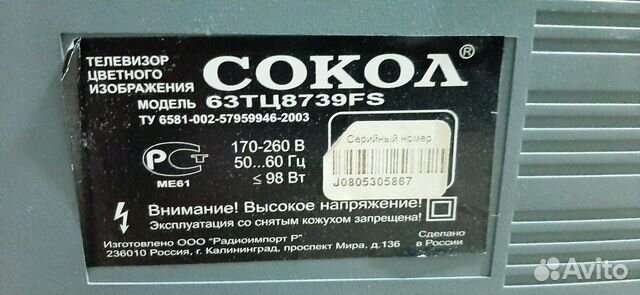 ТЕЛЕВИЗОР
ЦВЕТНОГО
ИЗОБРАЖЕНИЯ
СОКОЛ®
МОДЕЛЬ 63ТЦ8739FS
ТУ 6581-002-57959946-2003
РСТ
МЕ61
170-260 В
50...60 Гц
≤ 98 Вт
Серийный номер
J0805305867
Внимание! Высокое напряжение!
Эксплуатация со снятым кожухом запрещена!
Изготовлено ООО "Радиоимпорт Р"
236010 Россия, г. Калининград, проспект Мира, д.136
Сделано
в России
Avito